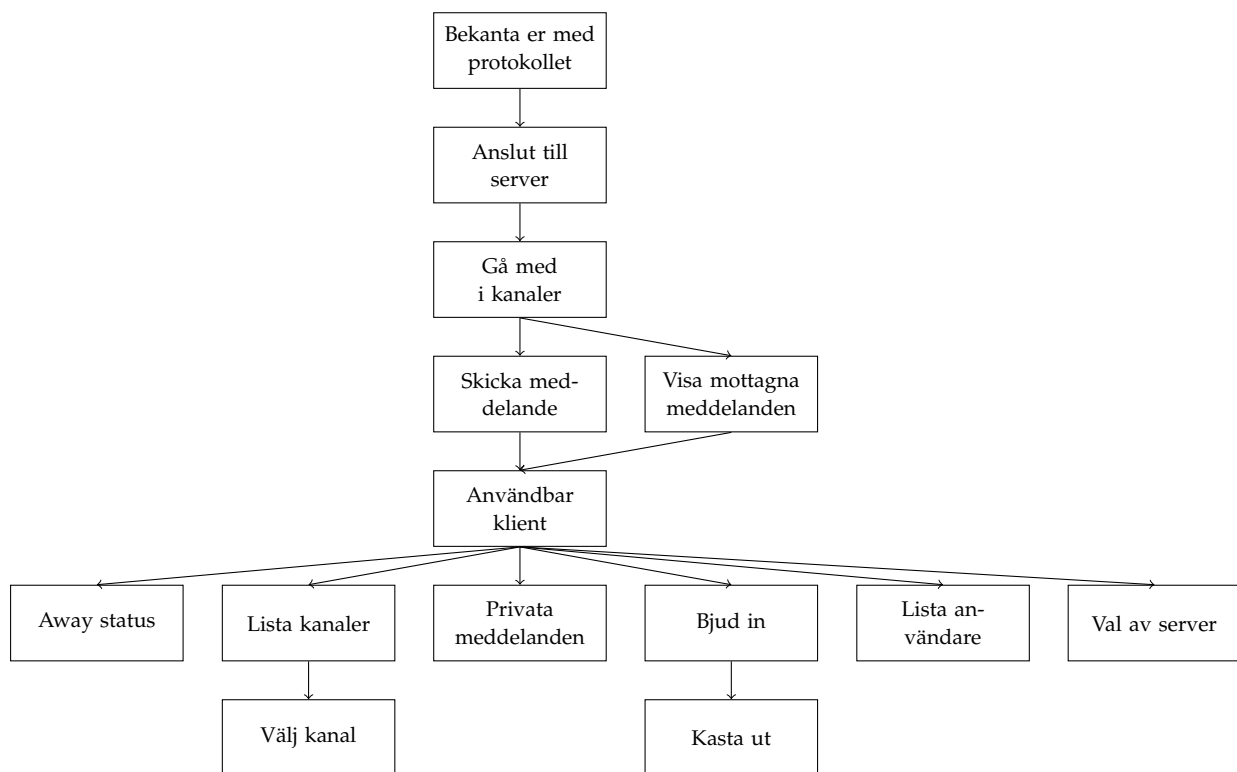 Bekanta er med
protokollet
Anslut till
server
Gå med
i kanaler
Skicka med-
delande
Visa mottagna
meddelanden
Användbar
klient
Away status
Lista kanaler
Privata
meddelanden
Bjud in
Lista an-
vändare
Val av server
Välj kanal
Kasta ut